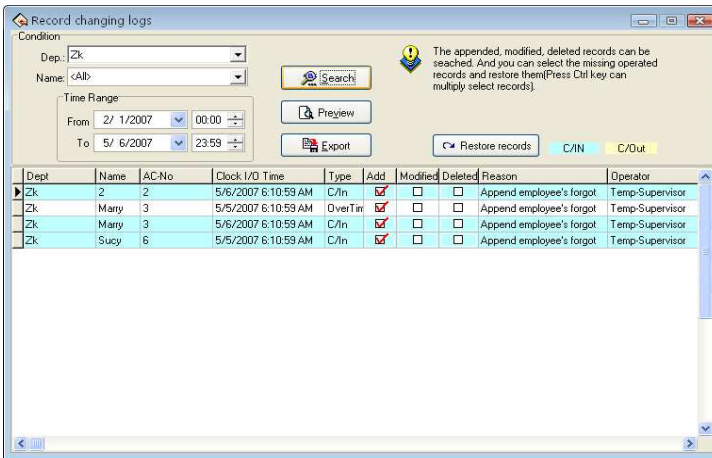 Record changing logs
Condition
Dep.: Zk
Name: <All>
Time Range
From 2/ 1/2007 00:00
To 5/ 6/2007 23:59
Search
Preview
Export
The appended, modified, deleted records can be
seached. And you can select the missing operated
records and restore them(Press Ctrl key can
multiply select records).
Restore records C/IN C/Out
Dept Name AC-No Clock I/O Time Type Add Modified Deleted Reason Operator
Zk 2 2 5/6/2007 6:10:59 AM C/In Append employee's forgot Temp-Supervisor
Zk Marry 3 5/5/2007 6:10:59 AM OverTim Append employee's forgot Temp-Supervisor
Zk Marry 3 5/6/2007 6:10:59 AM C/In Append employee's forgot Temp-Supervisor
Zk Sucy 6 5/5/2007 6:10:59 AM C/In Append employee's forgot Temp-Supervisor